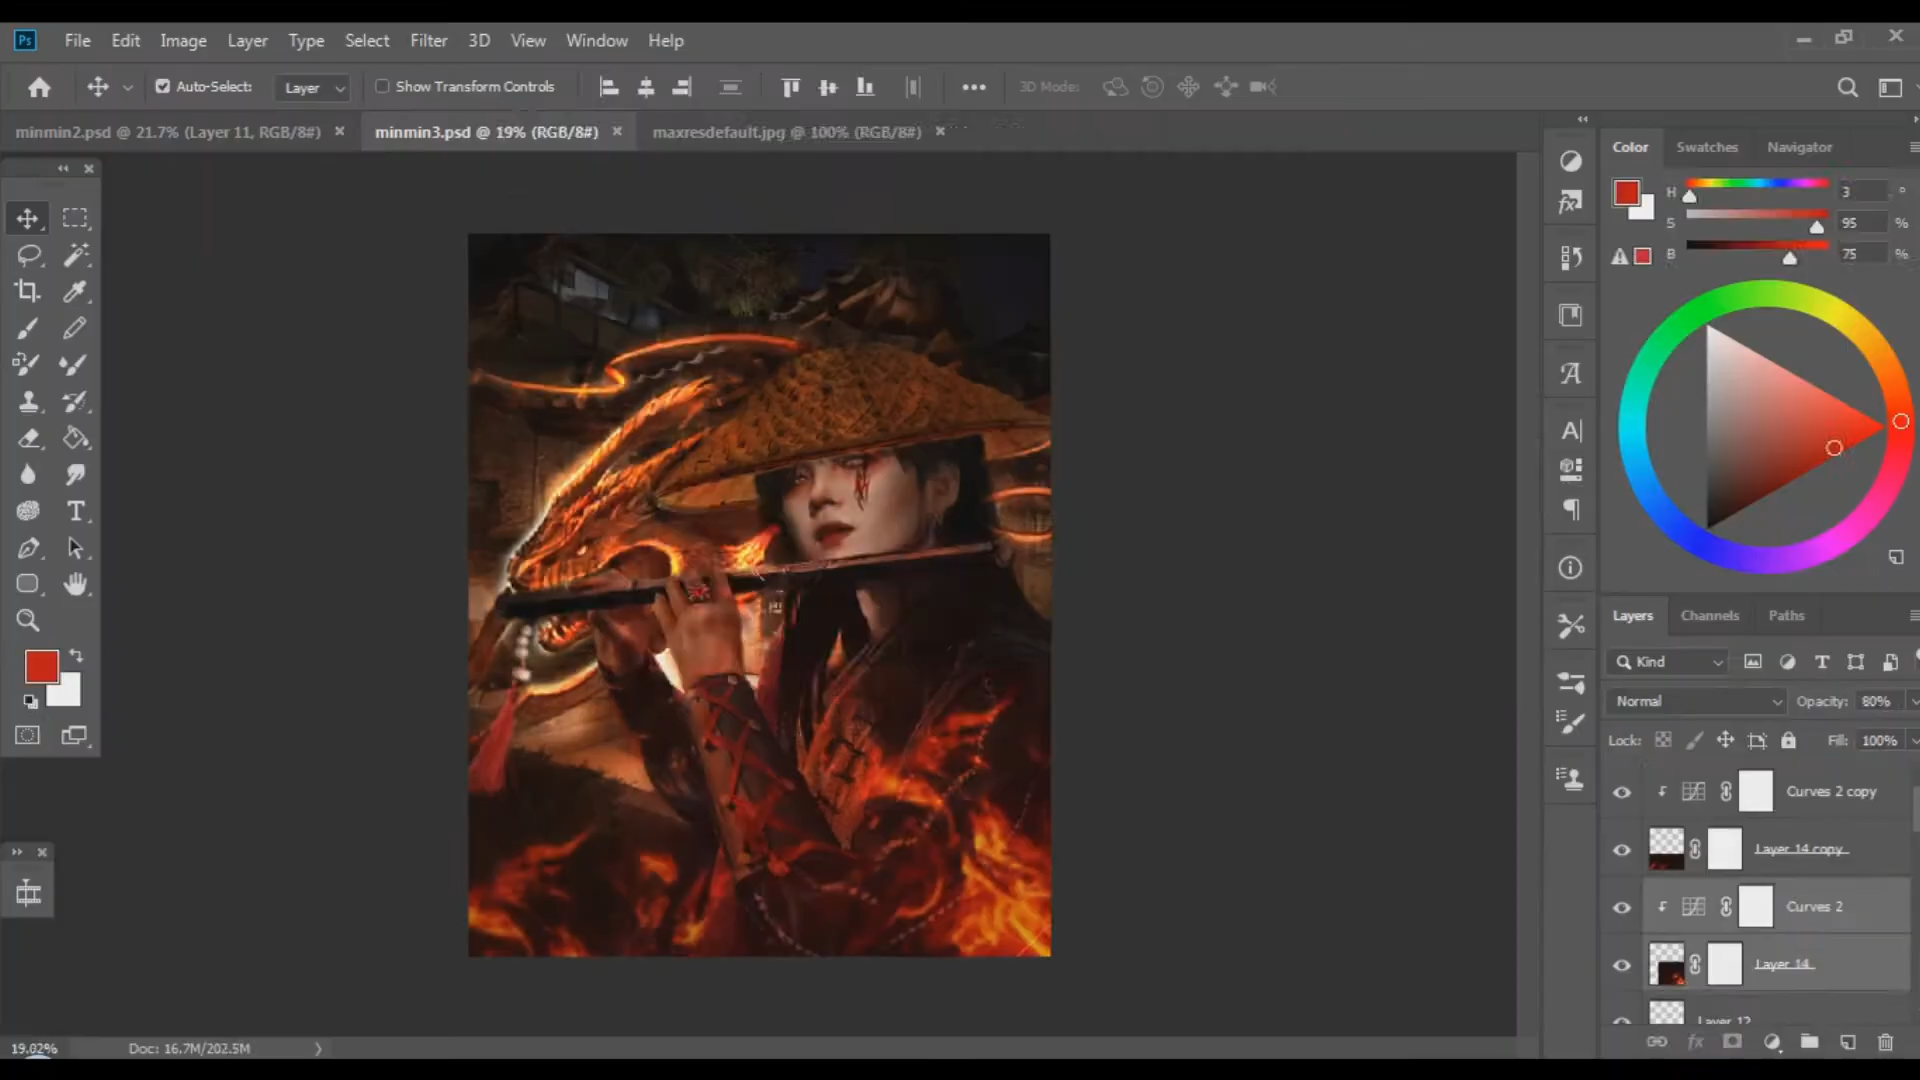 Ps File Edit Image Layer Type Select Filter 3D View Window Help
Auto-Select: Layer Show Transform Controls 3D Mode:
minmin2.psd @ 21.7% (Layer 11, RGB/8#) minmin3.psd @ 19% (RGB/8#) maxresdefault.jpg @ 100% (RGB/8#)
Color Swatches Navigator
H 3 °
S 95 %
B 75 %
Layers Channels Paths
Kind
Normal Opacity: 80%
Lock: Fill: 100%
Curves 2 copy
Layer 14 copy
Curves 2
Layer 14
Layer 12
19.02% Doc: 16.7M/202.5M